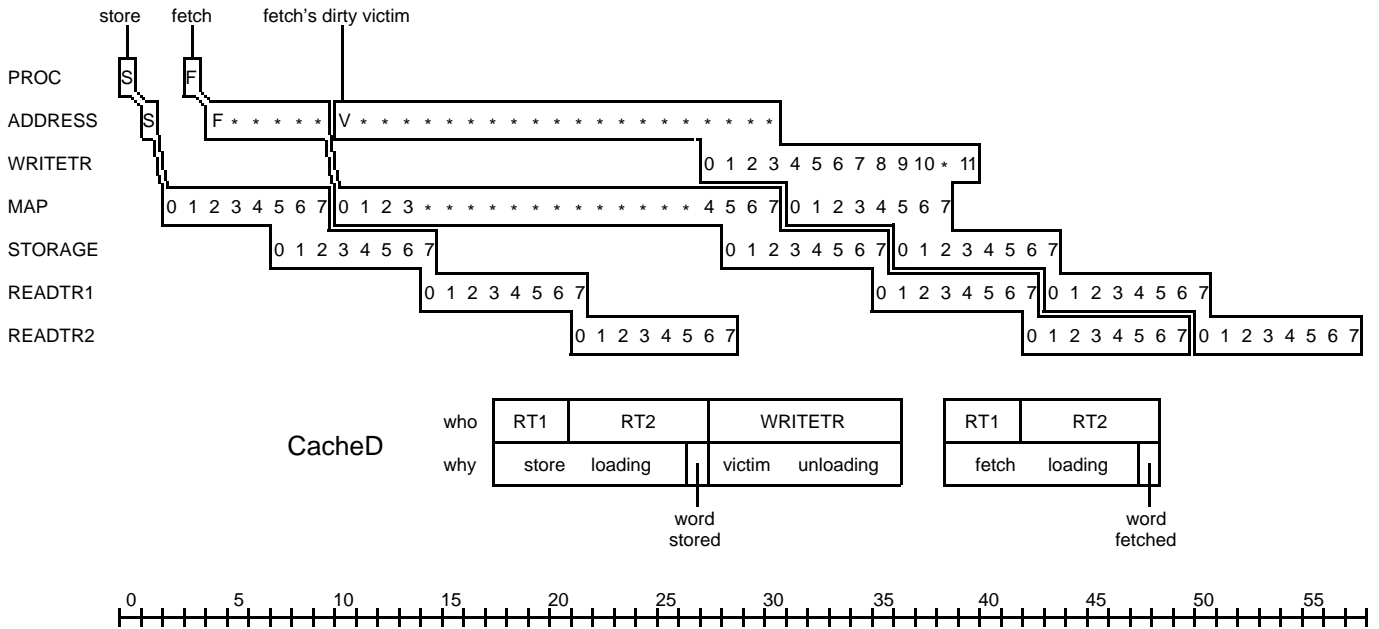 store fetch fetch's dirty victim
PROC S F
ADDRESS S F * * * * * V * * * * * * * * * * * * * * * * * * * *
WRITETR 0 1 2 3 4 5 6 7 8 9 10 * 11
MAP 0 1 2 3 4 5 6 7 0 1 2 3 * * * * * * * * * * * * * 4 5 6 7 0 1 2 3 4 5 6 7
STORAGE 0 1 2 3 4 5 6 7 0 1 2 3 4 5 6 7 0 1 2 3 4 5 6 7
READTR1 0 1 2 3 4 5 6 7 0 1 2 3 4 5 6 7 0 1 2 3 4 5 6 7
READTR2 0 1 2 3 4 5 6 7 0 1 2 3 4 5 6 7 0 1 2 3 4 5 6 7
who RT1 RT2 WRITETR RT1 RT2
CacheD
why store loading victim unloading fetch loading
word word
stored fetched
0 5 10 15 20 25 30 35 40 45 50 55